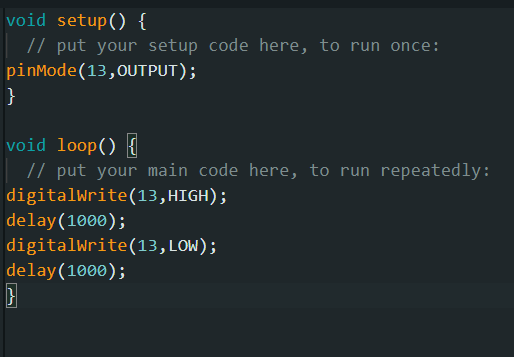 void setup() {
  // put your setup code here, to run once:
pinMode(13,OUTPUT);
}

void loop() {
  // put your main code here, to run repeatedly:
digitalWrite(13,HIGH);
delay(1000);
digitalWrite(13,LOW);
delay(1000);
}